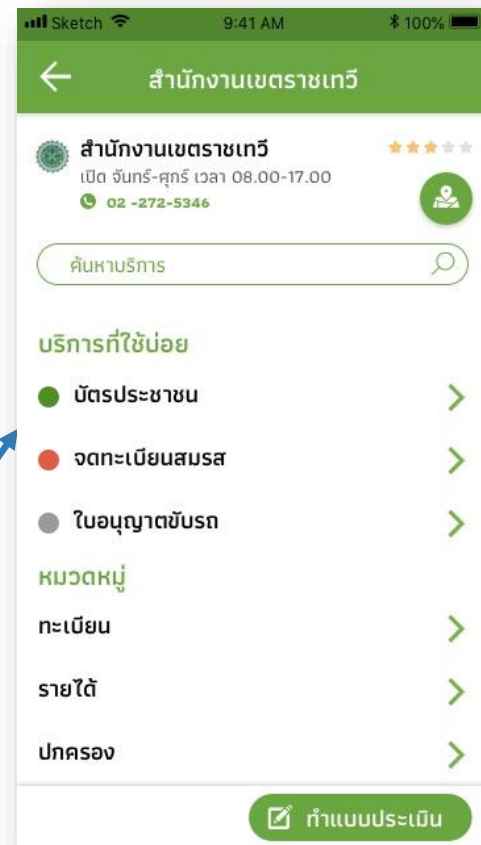 Sketch 9:41 AM 100%
สำนักงานเขตราชเทวี
สำนักงานเขตราชเทวี
เปิด จันทร์-ศุกร์ เวลา 08.00-17.00
02 -272-5346
ค้นหาบริการ
บริการที่ใช้บ่อย
บัตรประชาชน
จดทะเบียนสมรส
ใบอนุญาตขับรถ
หมวดหมู่
ทะเบียน
รายได้
ปกครอง
ทำแบบประเมิน